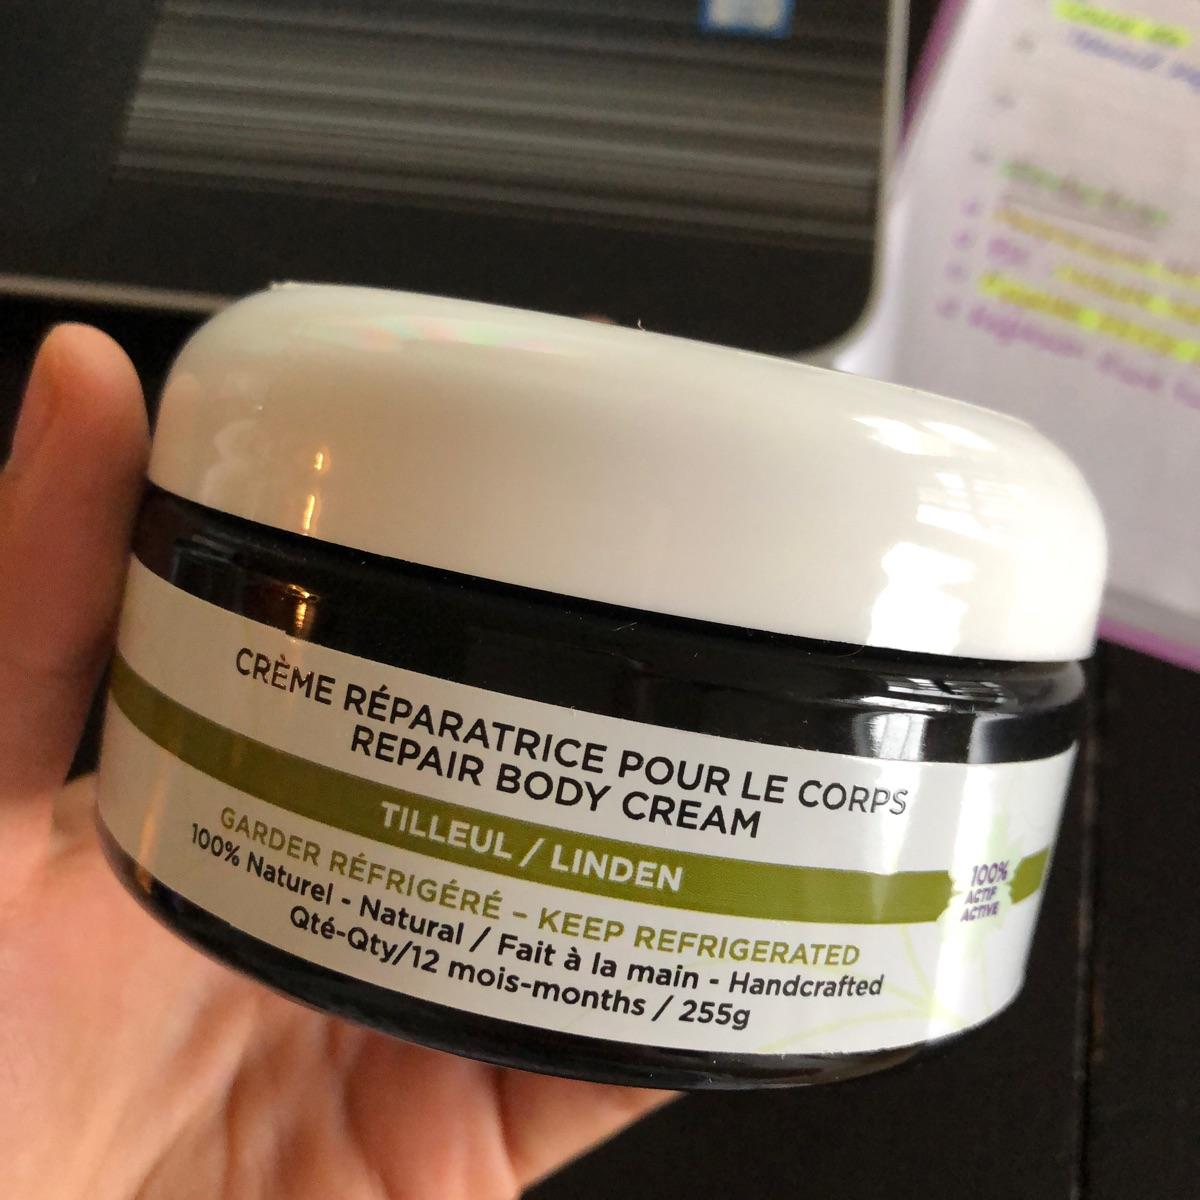 CRÈME RÉPARATRICE POUR LE CORPS
REPAIR BODY CREAM
TILLEUL / LINDEN
GARDER RÉFRIGÉRÉ – KEEP REFRIGERATED
100% Naturel - Natural / Fait à la main - Handcrafted
Qté-Qty/12 mois-months / 255g
100%
ACTIF
ACTIVE